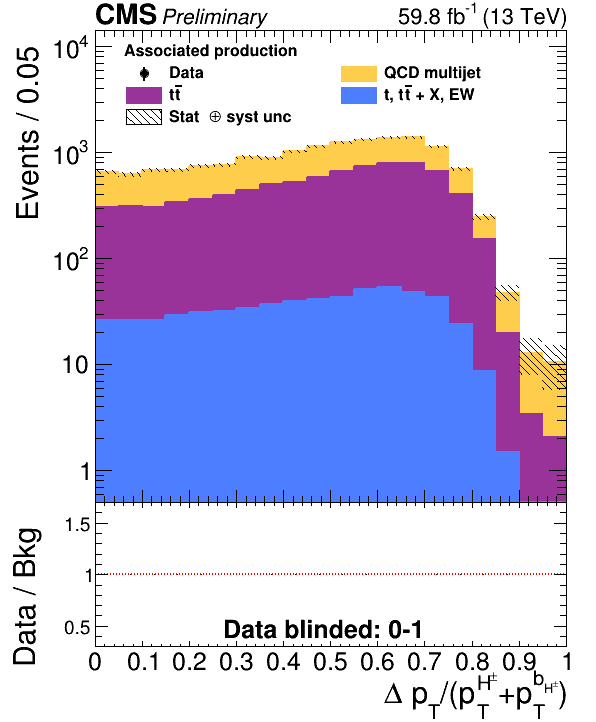 CMS Preliminary 59.8 fb⁻¹ (13 TeV)
Events / 0.05
10⁴
10³
10²
10
1
Associated production
Data
QCD multijet
tt̅
t, tt̅ + X, EW
Stat ⊕ syst unc
Data / Bkg
1.5
1
0.5
Data blinded: 0-1
0 0.1 0.2 0.3 0.4 0.5 0.6 0.7 0.8 0.9 1
Δ p_T/(p_T^{H^±}+p_T^{b_{H^±}})